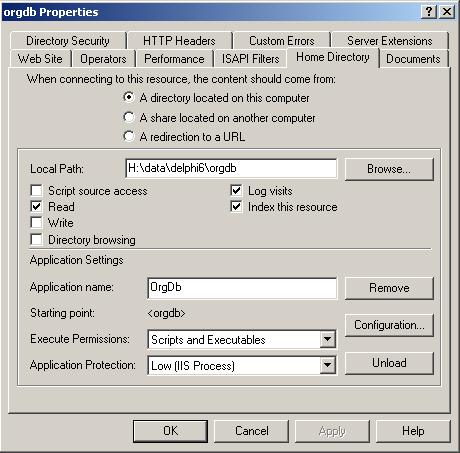 orgdb Properties
Directory Security HTTP Headers Custom Errors Server Extensions
Web Site Operators Performance ISAPI Filters Home Directory Documents
When connecting to this resource, the content should come from:
A directory located on this computer
A share located on another computer
A redirection to a URL
Local Path: H:\data\delphi6\orgdb Browse...
Script source access Log visits
Read Index this resource
Write
Directory browsing
Application Settings
Application name: OrgDb Remove
Starting point: <orgdb>
Configuration...
Execute Permissions: Scripts and Executables
Application Protection: Low (IIS Process) Unload
OK Cancel Apply Help